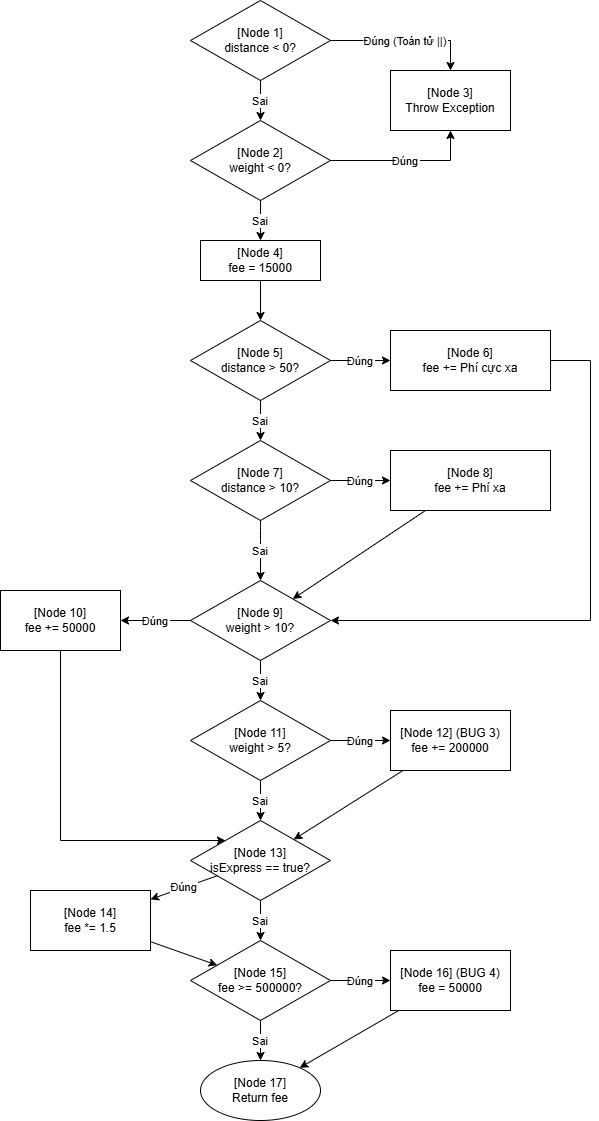 [Node 1]
distance < 0?
Đúng (Toán tử ||)
[Node 3]
Throw Exception
Sai
[Node 2]
weight < 0?
Đúng
Sai
[Node 4]
fee = 15000
[Node 5]
distance > 50?
Đúng
[Node 6]
fee += Phí cực xa
Sai
[Node 7]
distance > 10?
Đúng
[Node 8]
fee += Phí xa
Sai
[Node 10]
fee += 50000
Đúng
[Node 9]
weight > 10?
Sai
[Node 11]
weight > 5?
Đúng
[Node 12] (BUG 3)
fee += 200000
Sai
[Node 13]
isExpress == true?
Đúng
[Node 14]
fee *= 1.5
Sai
[Node 15]
fee >= 500000?
Đúng
[Node 16] (BUG 4)
fee = 50000
Sai
[Node 17]
Return fee